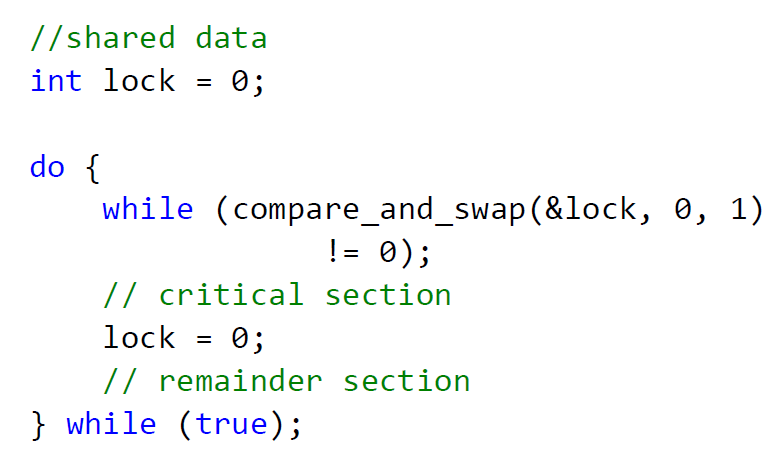 //shared data
int lock = 0;

do {
    while (compare_and_swap(&lock, 0, 1)
                != 0);
    // critical section
    lock = 0;
    // remainder section
} while (true);